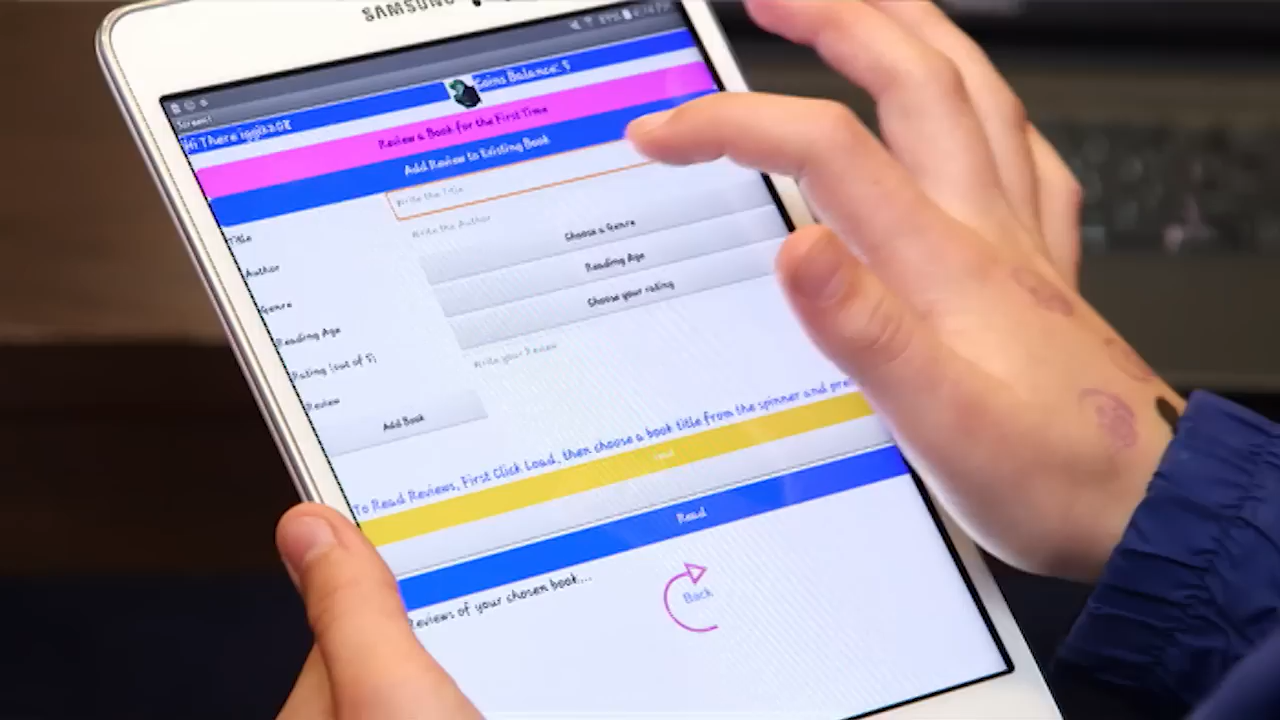 SAMSUNG
Screen1
Hi There
Coins Balance: 5
Review a Book for the First Time
Add Review to Existing Book
Title
Write the Title
Author
Write the Author
Genre
Choose a Genre
Reading Age
Reading Age
Rating (out of 5)
Choose your rating
Review
Write your Review
Add Book
To Read Reviews, First Click Load, then choose a book title from the spinner and
Load
Read
Reviews of your chosen book...
Back